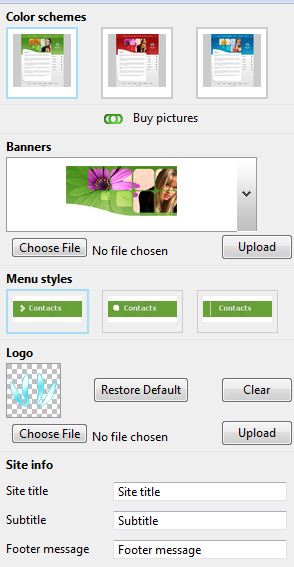 Color schemes
Buy pictures
Banners
Choose File No file chosen Upload
Menu styles
Contacts Contacts Contacts
Logo
Restore Default Clear
Choose File No file chosen Upload
Site info
Site title Site title
Subtitle Subtitle
Footer message Footer message